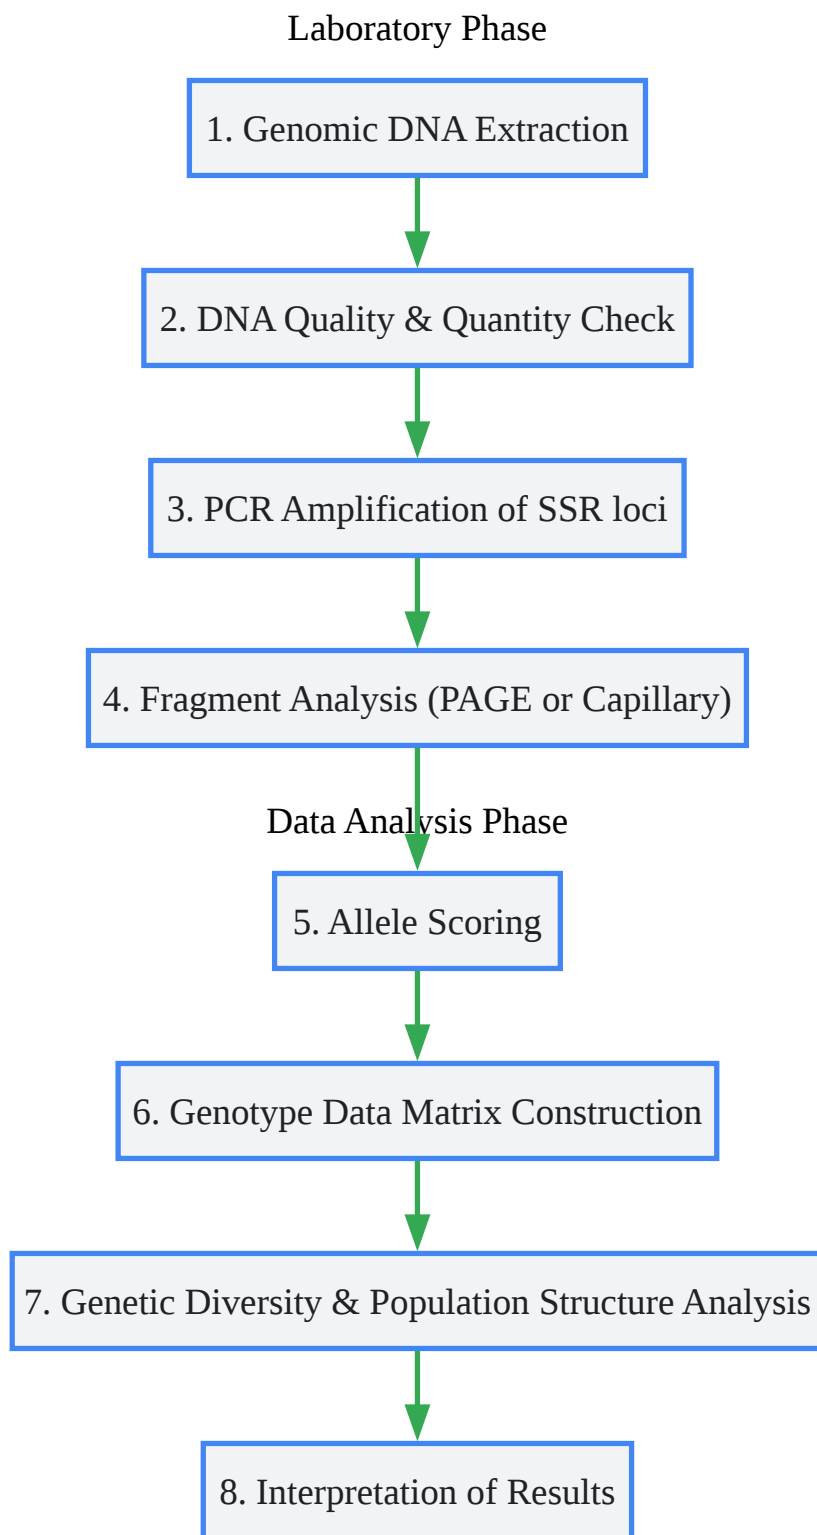 Laboratory Phase
1. Genomic DNA Extraction
2. DNA Quality & Quantity Check
3. PCR Amplification of SSR loci
4. Fragment Analysis (PAGE or Capillary)
Data Analysis Phase
5. Allele Scoring
6. Genotype Data Matrix Construction
7. Genetic Diversity & Population Structure Analysis
8. Interpretation of Results